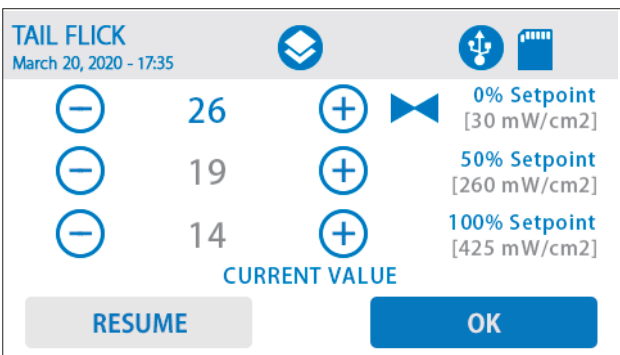 TAIL FLICK
March 20, 2020 - 17:35
26
0% Setpoint
[30 mW/cm2]
19
50% Setpoint
[260 mW/cm2]
14
100% Setpoint
[425 mW/cm2]
CURRENT VALUE
RESUME
OK